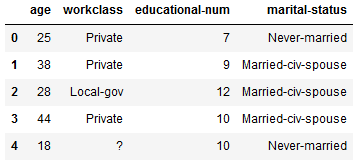 age workclass educational-num marital-status
0 25 Private 7 Never-married
1 38 Private 9 Married-civ-spouse
2 28 Local-gov 12 Married-civ-spouse
3 44 Private 10 Married-civ-spouse
4 18 ? 10 Never-married